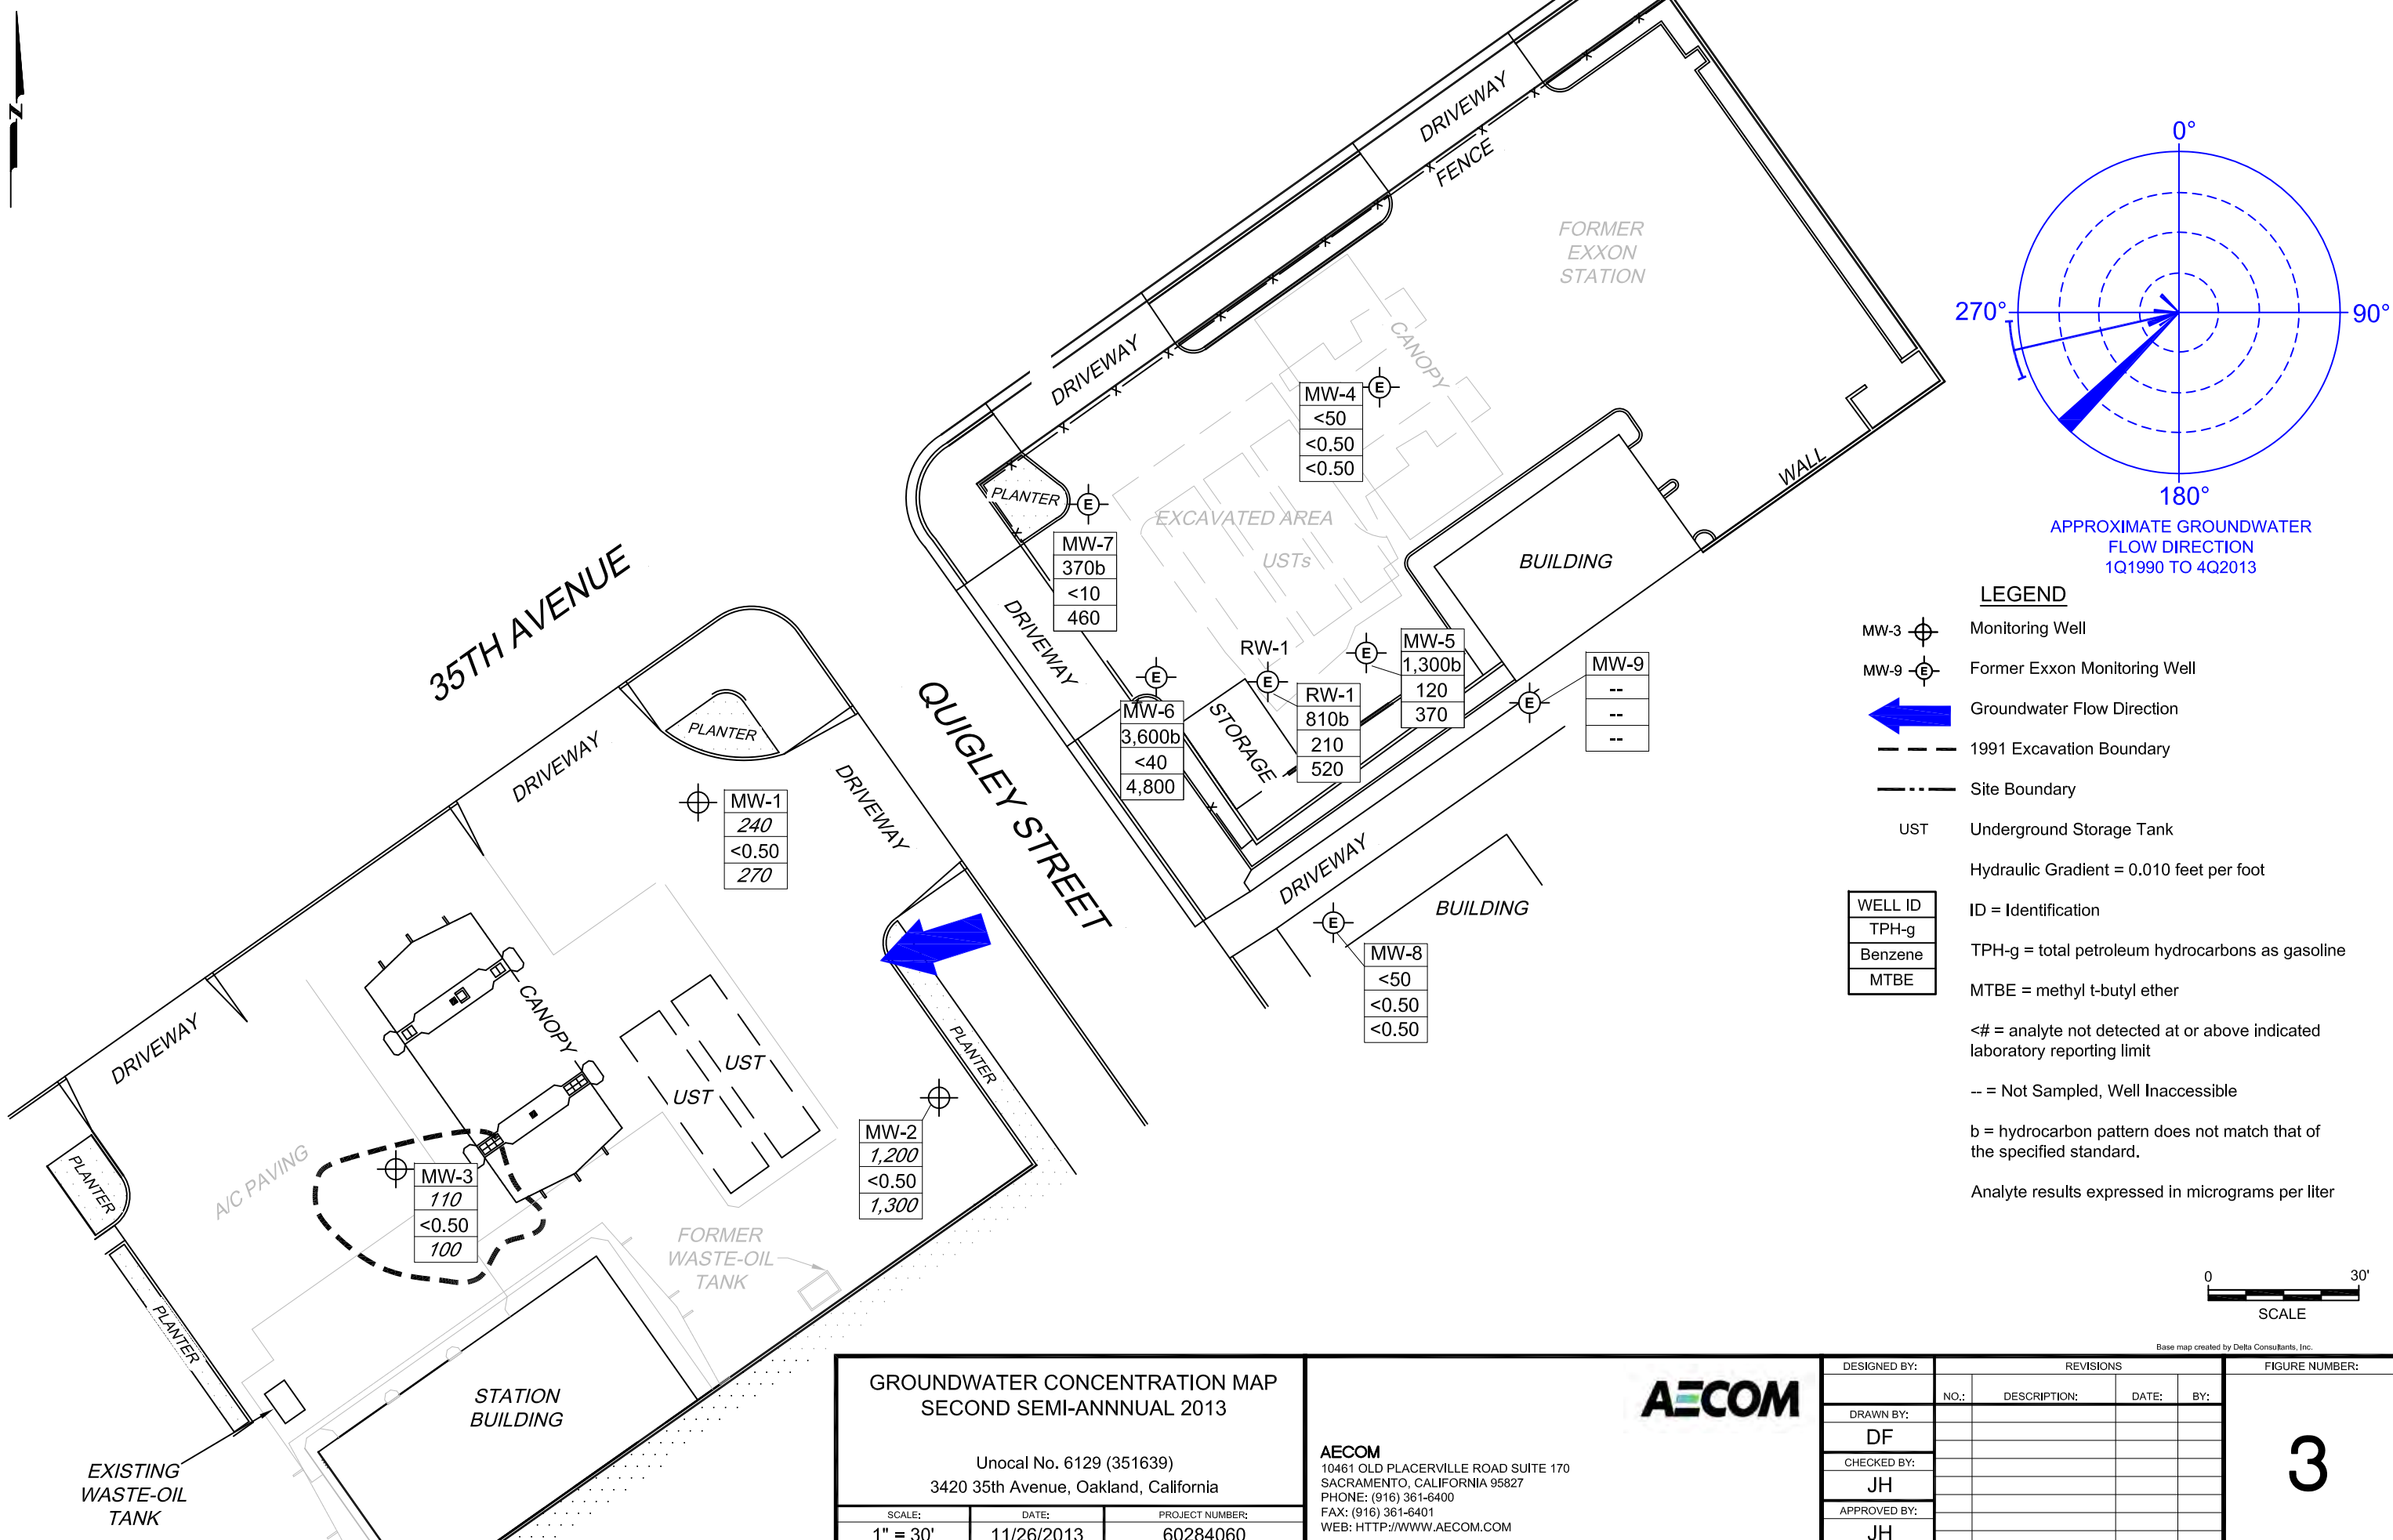 N
DRIVEWAY
FENCE
FORMER
EXXON
STATION
CANOPY
DRIVEWAY
MW-4
<50
<0.50
<0.50
E
PLANTER
E
EXCAVATED AREA
USTs
BUILDING
WALL
MW-7
370b
<10
460
DRIVEWAY
RW-1
E
E
E
MW-5
1,300b
120
370
RW-1
810b
210
520
MW-6
3,600b
<40
4,800
STORAGE
E
MW-9
--
--
--
DRIVEWAY
BUILDING
E
MW-8
<50
<0.50
<0.50
35TH AVENUE
QUIGLEY STREET
PLANTER
DRIVEWAY
DRIVEWAY
MW-1
240
<0.50
270
DRIVEWAY
CANOPY
UST
UST
PLANTER
MW-2
1,200
<0.50
1,300
A/C PAVING
MW-3
110
<0.50
100
PLANTER
PLANTER
FORMER
WASTE-OIL
TANK
STATION
BUILDING
EXISTING
WASTE-OIL
TANK
0°
270°
90°
180°
APPROXIMATE GROUNDWATER
FLOW DIRECTION
1Q1990 TO 4Q2013
LEGEND
MW-3 Monitoring Well
MW-9 E Former Exxon Monitoring Well
Groundwater Flow Direction
1991 Excavation Boundary
Site Boundary
UST Underground Storage Tank
Hydraulic Gradient = 0.010 feet per foot
WELL ID
TPH-g
Benzene
MTBE
ID = Identification
TPH-g = total petroleum hydrocarbons as gasoline
MTBE = methyl t-butyl ether
<# = analyte not detected at or above indicated
laboratory reporting limit
-- = Not Sampled, Well Inaccessible
b = hydrocarbon pattern does not match that of
the specified standard.
Analyte results expressed in micrograms per liter
0 30'
SCALE
Base map created by Delta Consultants, Inc.
GROUNDWATER CONCENTRATION MAP
SECOND SEMI-ANNNUAL 2013
Unocal No. 6129 (351639)
3420 35th Avenue, Oakland, California
SCALE: DATE: PROJECT NUMBER:
1" = 30' 11/26/2013 60284060
AECOM
AECOM
10461 OLD PLACERVILLE ROAD SUITE 170
SACRAMENTO, CALIFORNIA 95827
PHONE: (916) 361-6400
FAX: (916) 361-6401
WEB: HTTP://WWW.AECOM.COM
DESIGNED BY:
DRAWN BY:
DF
CHECKED BY:
JH
APPROVED BY:
JH
REVISIONS
NO.: DESCRIPTION: DATE: BY:
FIGURE NUMBER:
3